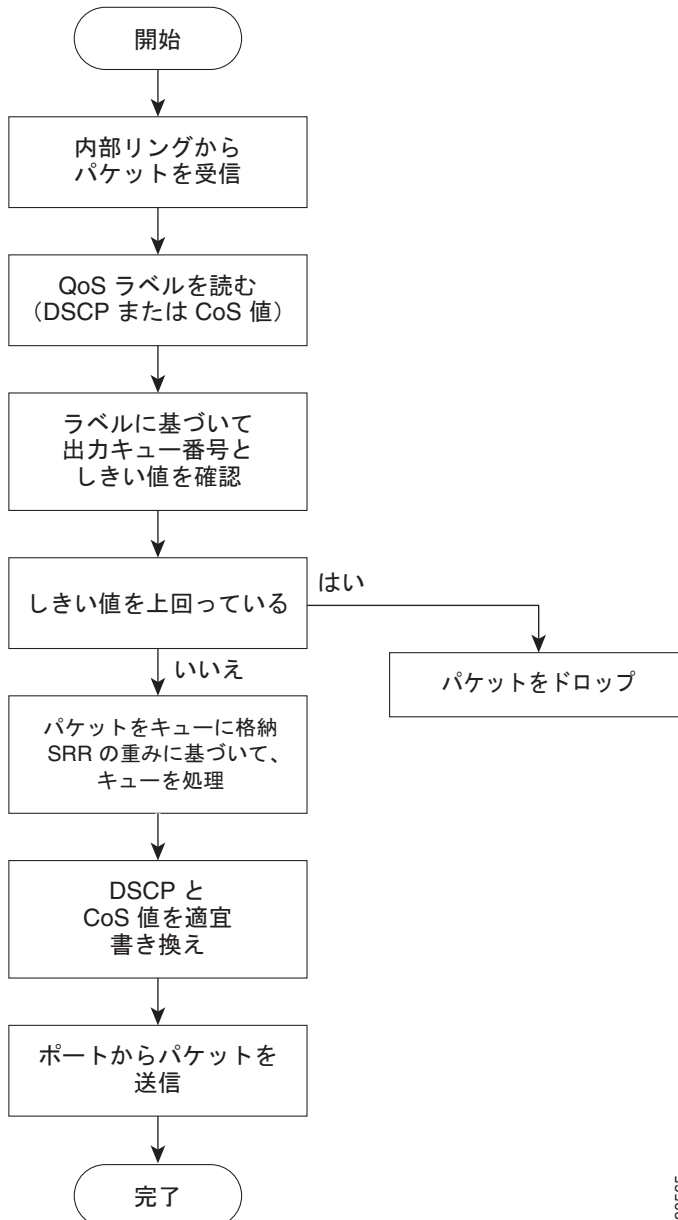 開始
内部リングから
パケットを受信
QoS ラベルを読む
（DSCP または CoS 値）
ラベルに基づいて
出力キュー番号と
しきい値を確認
しきい値を上回っている
はい
いいえ
パケットをドロップ
パケットをキューに格納
SRR の重みに基づいて、
キューを処理
DSCP と
CoS 値を適宜
書き換え
ポートからパケットを
送信
完了